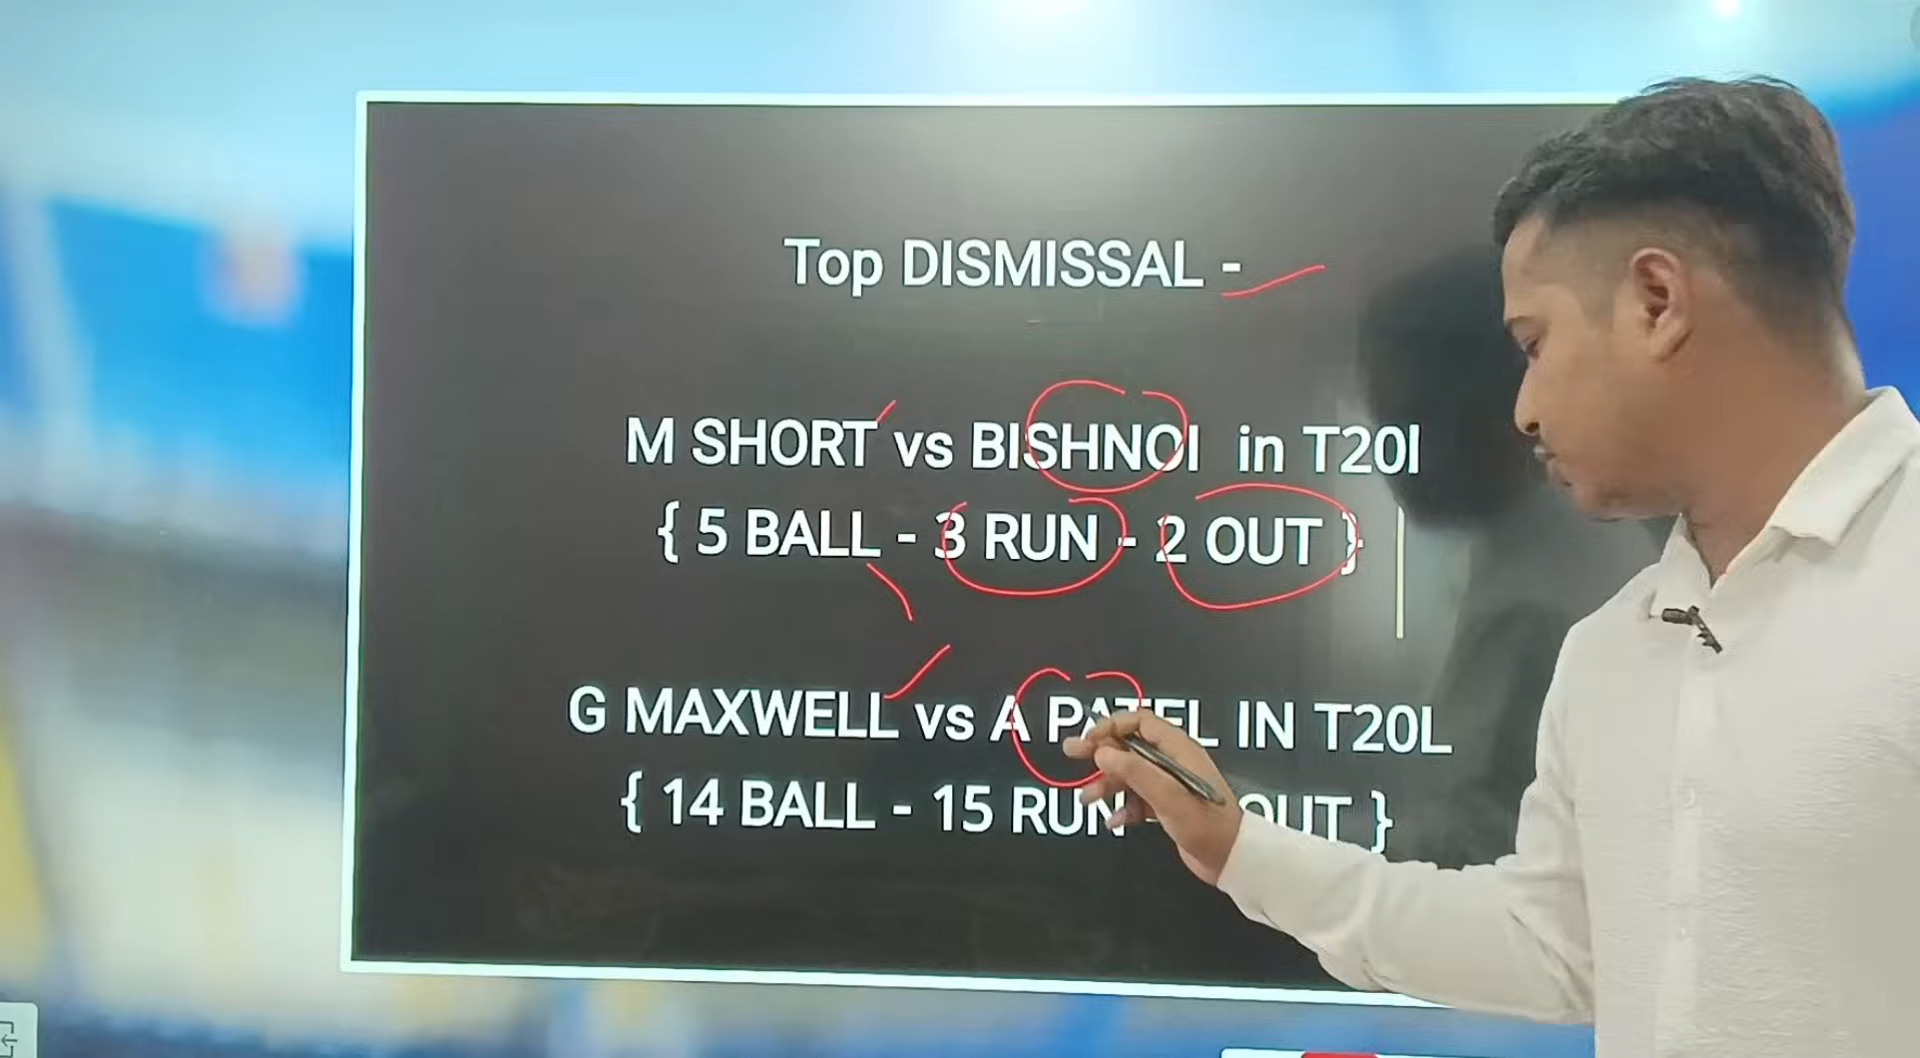 Top DISMISSAL -
M SHORT vs BISHNOI in T20I
{ 5 BALL - 3 RUN - 2 OUT }
G MAXWELL vs A PATEL IN T20L
{ 14 BALL - 15 RUN - OUT }